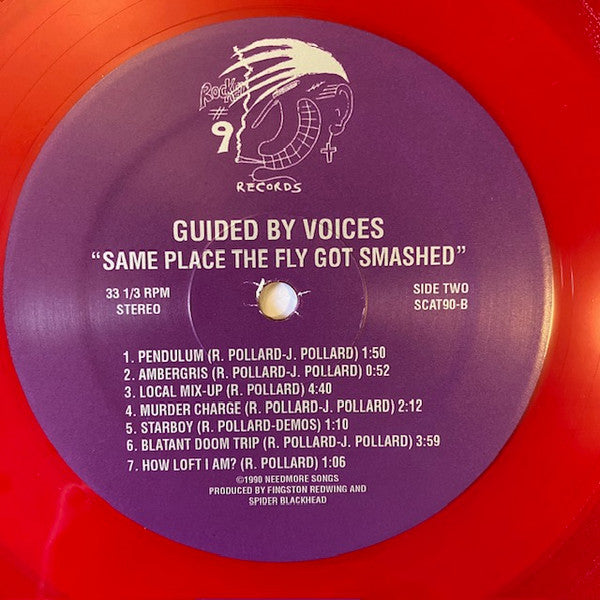 Rockin
#
9
RECORDS
GUIDED BY VOICES
“SAME PLACE THE FLY GOT SMASHED”
33 1/3 RPM
STEREO
SIDE TWO
SCAT90-B
1. PENDULUM (R. POLLARD-J. POLLARD) 1:50
2. AMBERGRIS (R. POLLARD-J. POLLARD) 0:52
3. LOCAL MIX-UP (R. POLLARD) 4:40
4. MURDER CHARGE (R. POLLARD-J. POLLARD) 2:12
5. STARBOY (R. POLLARD-DEMOS) 1:10
6. BLATANT DOOM TRIP (R. POLLARD-J. POLLARD) 3:59
7. HOW LOFT I AM? (R. POLLARD) 1:06
©1990 NEEDMORE SONGS
PRODUCED BY FINGSTON REDWING AND
SPIDER BLACKHEAD